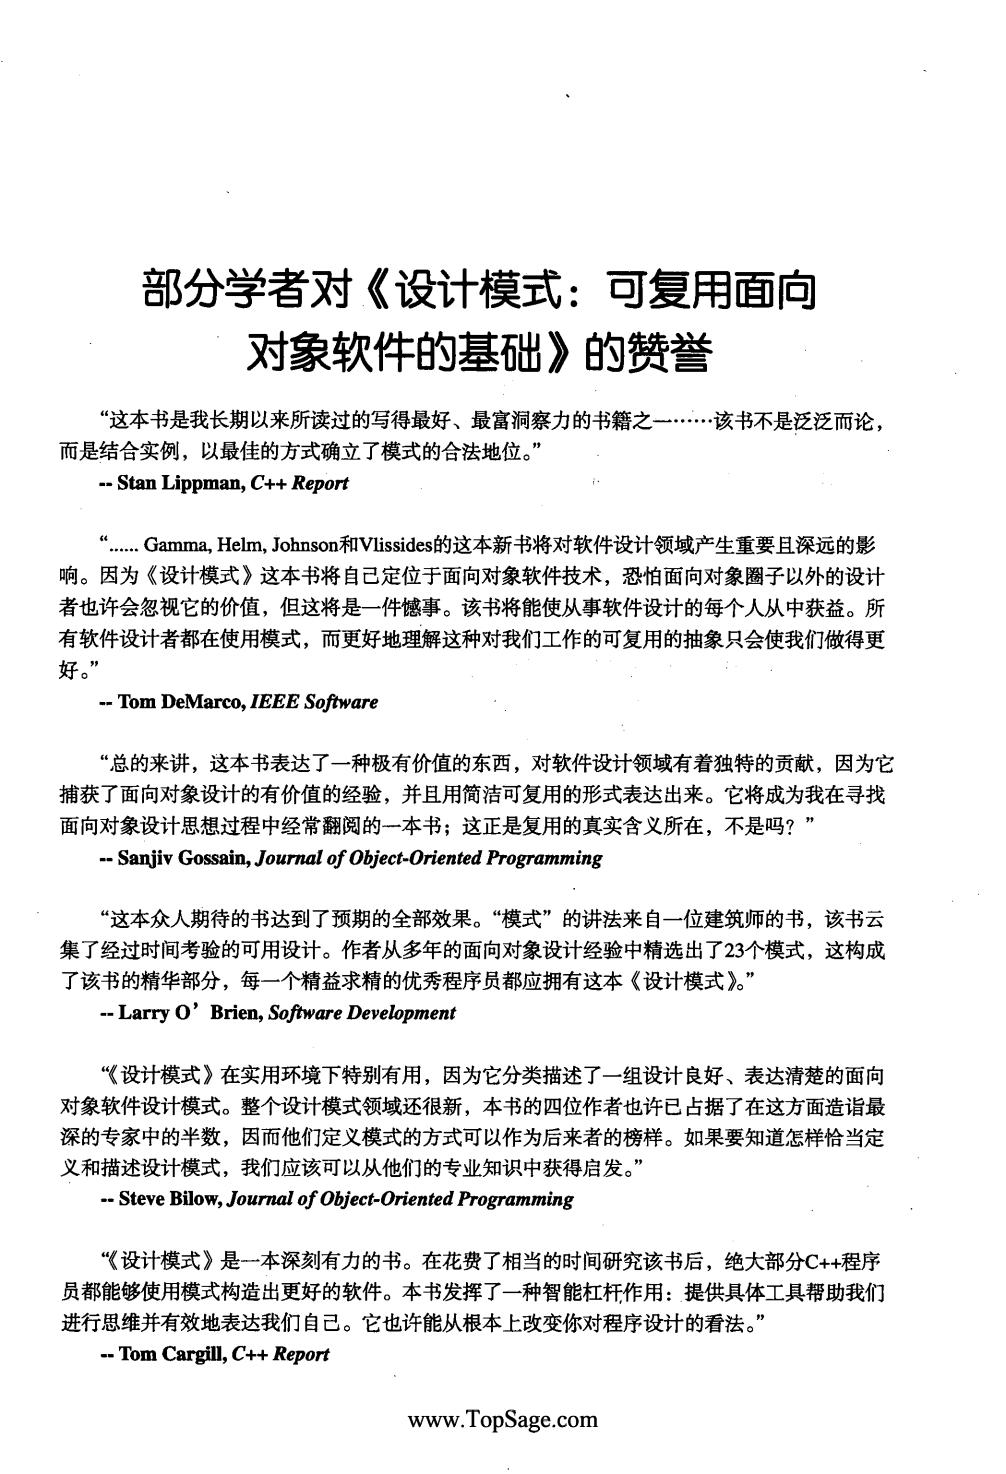 部分学者对《设计模式：可复用面向
对象软件的基础》的赞誉
“这本书是我长期以来所读过的写得最好、最富洞察力的书籍之一……该书不是泛泛而论，
而是结合实例，以最佳的方式确立了模式的合法地位。”
-- Stan Lippman, C++ Report
“...... Gamma, Helm, Johnson和Vlissides的这本新书将对软件设计领域产生重要且深远的影
响。因为《设计模式》这本书将自己定位于面向对象软件技术，恐怕面向对象圈子以外的设计
者也许会忽视它的价值，但这将是一件憾事。该书将能使从事软件设计的每个人从中获益。所
有软件设计者都在使用模式，而更好地理解这种对我们工作的可复用的抽象只会使我们做得更
好。”
-- Tom DeMarco, IEEE Software
“总的来讲，这本书表达了一种极有价值的东西，对软件设计领域有着独特的贡献，因为它
捕获了面向对象设计的有价值的经验，并且用简洁可复用的形式表达出来。它将成为我在寻找
面向对象设计思想过程中经常翻阅的一本书；这正是复用的真实含义所在，不是吗？”
-- Sanjiv Gossain, Journal of Object-Oriented Programming
“这本众人期待的书达到了预期的全部效果。“模式”的讲法来自一位建筑师的书，该书云
集了经过时间考验的可用设计。作者从多年的面向对象设计经验中精选出了23个模式，这构成
了该书的精华部分，每一个精益求精的优秀程序员都应拥有这本《设计模式》。”
-- Larry O’Brien, Software Development
“《设计模式》在实用环境下特别有用，因为它分类描述了一组设计良好、表达清楚的面向
对象软件设计模式。整个设计模式领域还很新，本书的四位作者也许已占据了在这方面造诣最
深的专家中的半数，因而他们定义模式的方式可以作为后来者的榜样。如果要知道怎样恰当定
义和描述设计模式，我们应该可以从他们的专业知识中获得启发。”
-- Steve Bilow, Journal of Object-Oriented Programming
“《设计模式》是一本深刻有力的书。在花费了相当的时间研究该书后，绝大部分C++程序
员都能够使用模式构造出更好的软件。本书发挥了一种智能杠杆作用：提供具体工具帮助我们
进行思维并有效地表达我们自己。它也许能从根本上改变你对程序设计的看法。”
-- Tom Cargill, C++ Report
www.TopSage.com